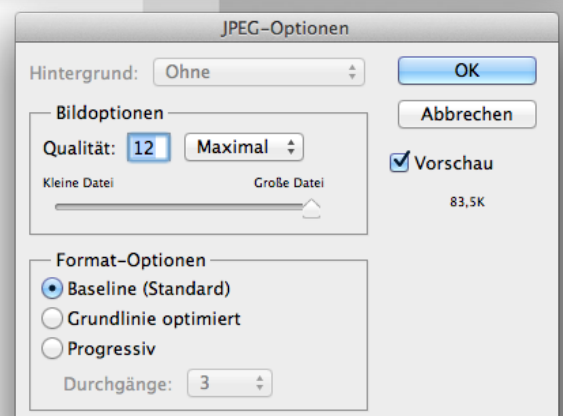 JPEG-Optionen
Hintergrund: Ohne
OK
Bildoptionen
Abbrechen
Qualität: 12 Maximal
Vorschau
Kleine Datei Große Datei
83,5K
Format-Optionen
Baseline (Standard)
Grundlinie optimiert
Progressiv
Durchgänge: 3